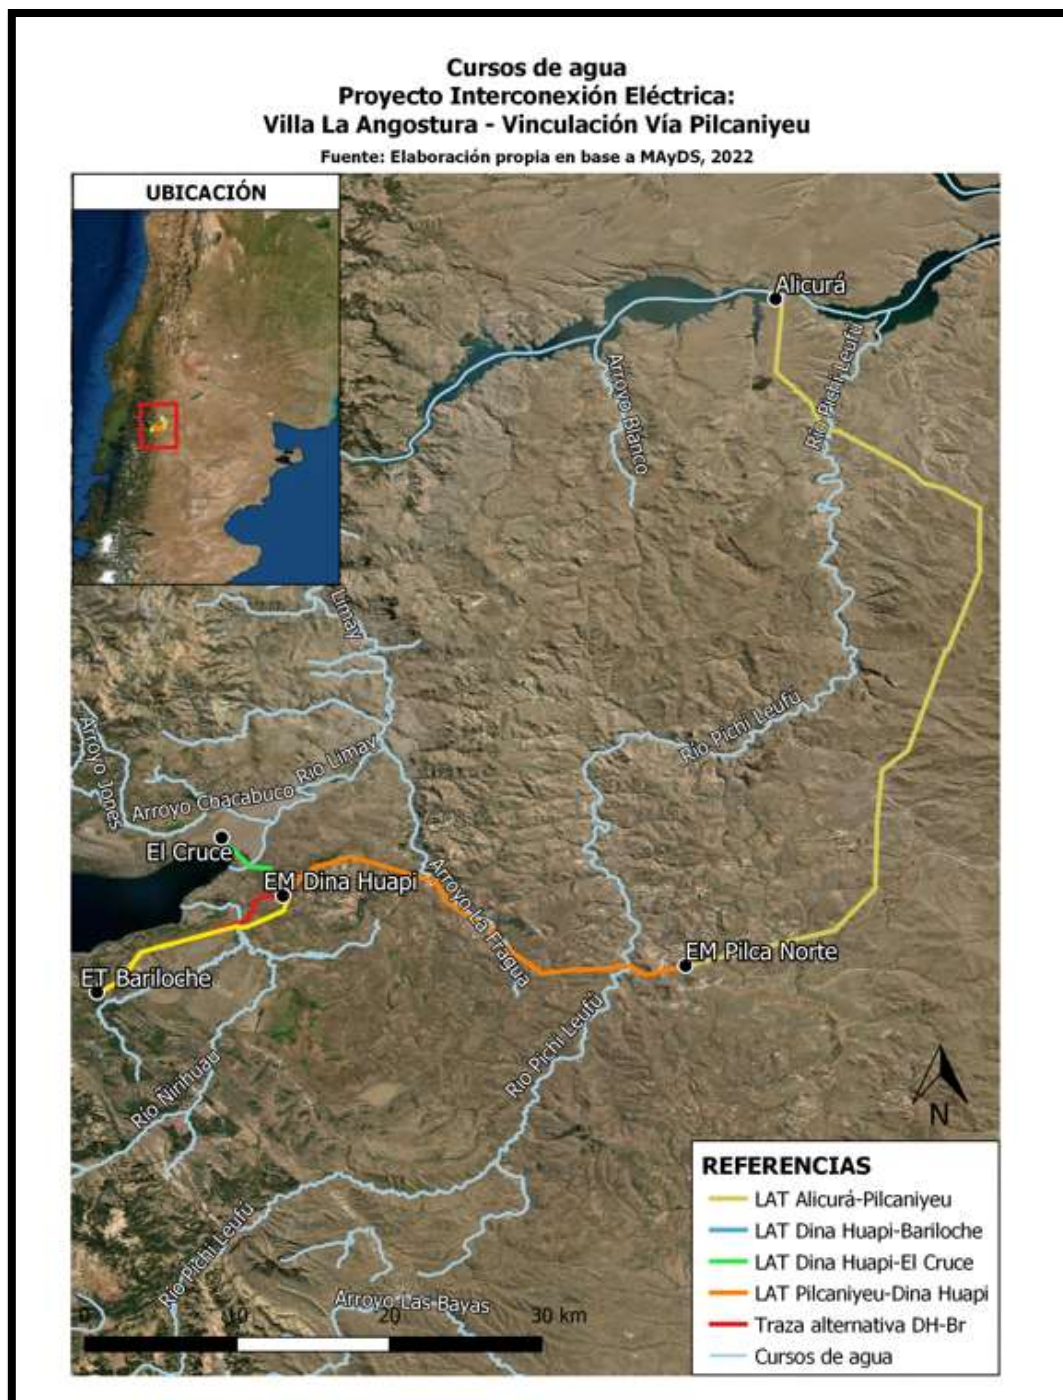 Cursos de agua
Proyecto Interconexión Eléctrica:
Villa La Angostura - Vinculación Vía Pilcaniyeu
Fuente: Elaboración propia en base a MAyDS, 2022
UBICACIÓN
Alicurá
Río Pichi Leufú
Arroyo Blanco
Limay
Río Pichi Leufú
Arroyo Jones
Río Limay
Arroyo Chacabuco
El Cruce
EM Dina Huapi
Arroyo La Fragua
EM Pilca Norte
ET Bariloche
Río Pichi Leufú
Río Ñirihuau
N
Río Pichi Leufú
Arroyo Las Bayas
0 10 20 30 km
REFERENCIAS
LAT Alicurá-Pilcaniyeu
LAT Dina Huapi-Bariloche
LAT Dina Huapi-El Cruce
LAT Pilcaniyeu-Dina Huapi
Traza alternativa DH-Br
Cursos de agua